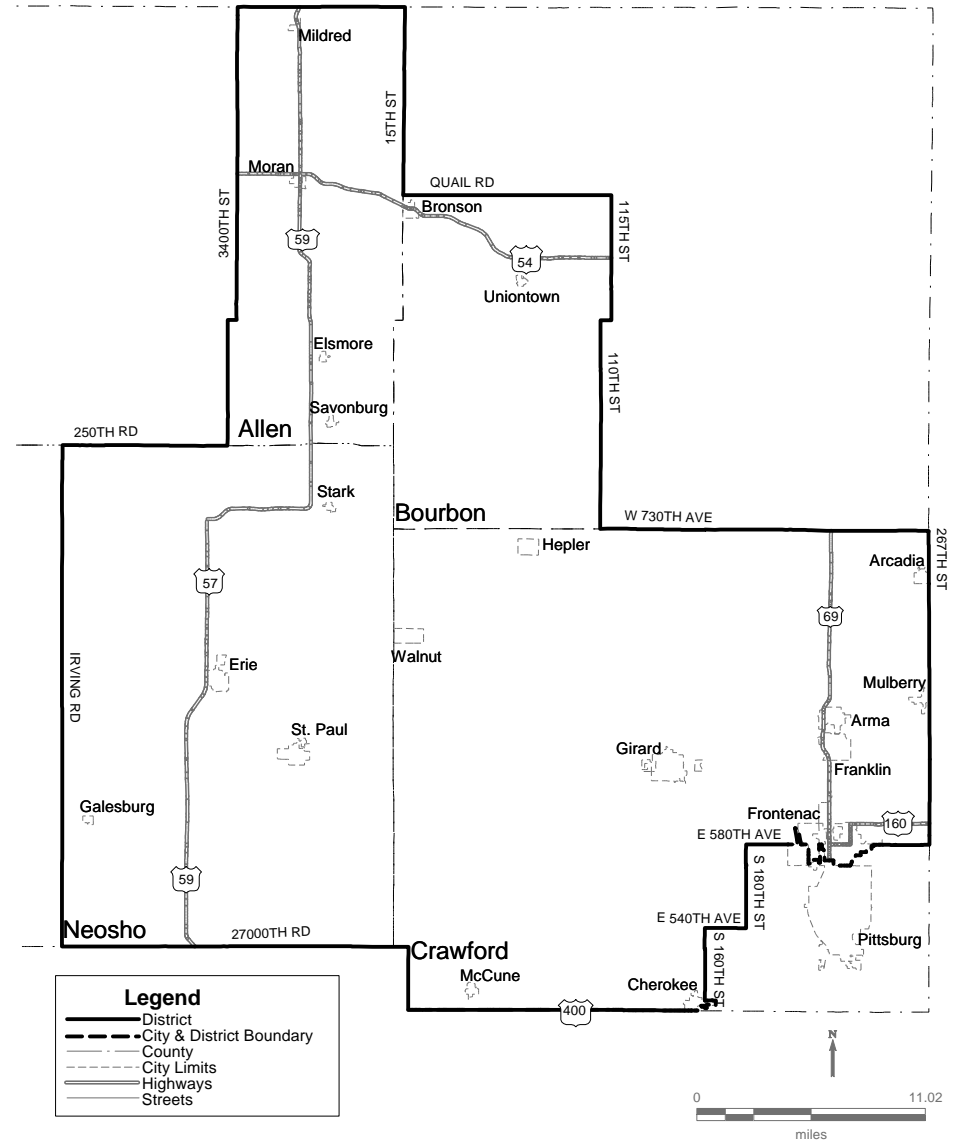 Mildred
15TH ST
Moran
QUAIL RD
Bronson
3400TH ST
115TH ST
59
54
Uniontown
Elsmore
110TH ST
Savonburg
250TH RD
Allen
Stark
Bourbon
W 730TH AVE
Hepler
267TH ST
Arcadia
57
69
Walnut
Erie
IRVING RD
Mulberry
Arma
St. Paul
Girard
Franklin
Galesburg
Frontenac
160
E 580TH AVE
S 180TH ST
59
E 540TH AVE
Neosho
27000TH RD
S 160TH ST
Pittsburg
Crawford
McCune
Cherokee
400
Legend
District
City & District Boundary
County
City Limits
Highways
Streets
N
0 11.02
miles